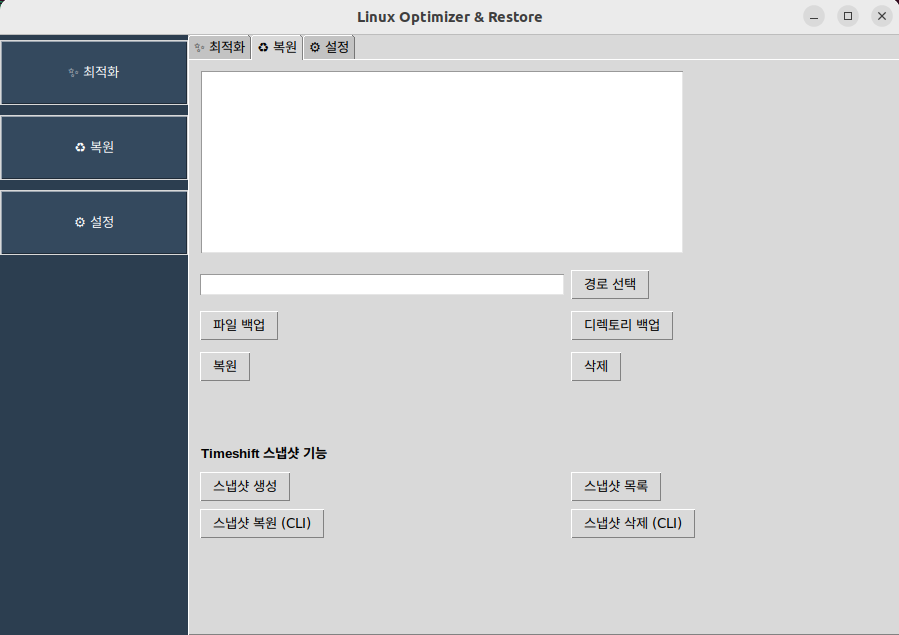 Linux Optimizer & Restore
✨ 최적화
♻ 복원
⚙ 설정
✨ 최적화 ♻ 복원 ⚙ 설정
경로 선택
파일 백업 디렉토리 백업
복원 삭제
Timeshift 스냅샷 기능
스냅샷 생성 스냅샷 목록
스냅샷 복원 (CLI) 스냅샷 삭제 (CLI)